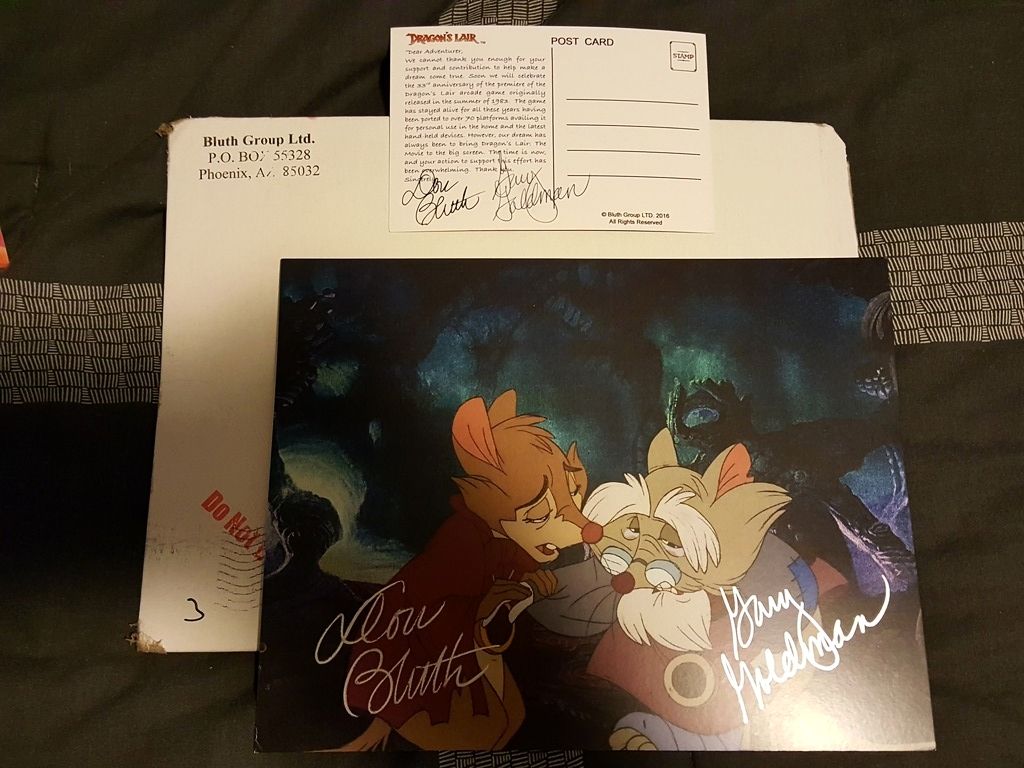 DRAGON'S LAIR™
Dear Adventurer,
We cannot thank you enough for your
support and contribution to help make a
dream come true. Soon we will celebrate
the 33rd anniversary of the premiere of the
Dragon's Lair arcade game originally
released in the summer of 1983. The game
has stayed alive for all these years having
been ported to over 70 platforms availing it
for personal use in the home and the latest
hand held devices. However, our dream has
always been to bring Dragon's Lair: The
Movie to the big screen. The time is now,
and your action to support this effort has
been overwhelming. Thank you.
Sincerely
Don
Bluth
Gary
Goldman
POST CARD
STAMP
© Bluth Group LTD. 2016
All Rights Reserved
Bluth Group Ltd.
P.O. BOX 55328
Phoenix, AZ 85032
DO NOT
3
Don
Bluth
Gary
Goldman